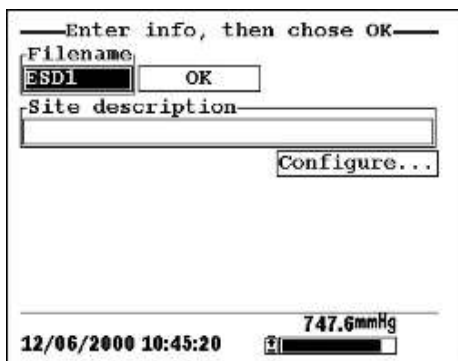 Enter info, then chose OK
Filename
ESD1 OK
Site description
Configure...
747.6mmHg
12/06/2000 10:45:20